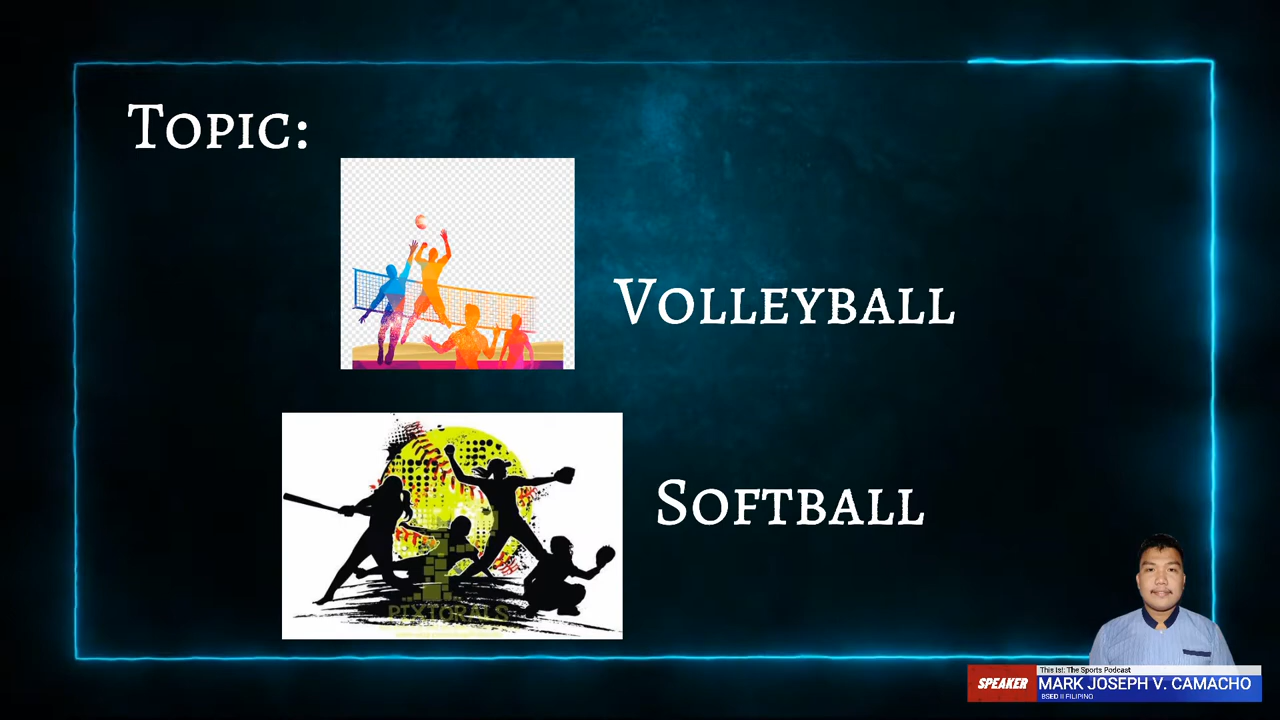 Topic:
Volleyball
Softball
PIXTORALS
SPEAKER
This Is!: The Sports Podcast
MARK JOSEPH V. CAMACHO
BSED II FILIPINO